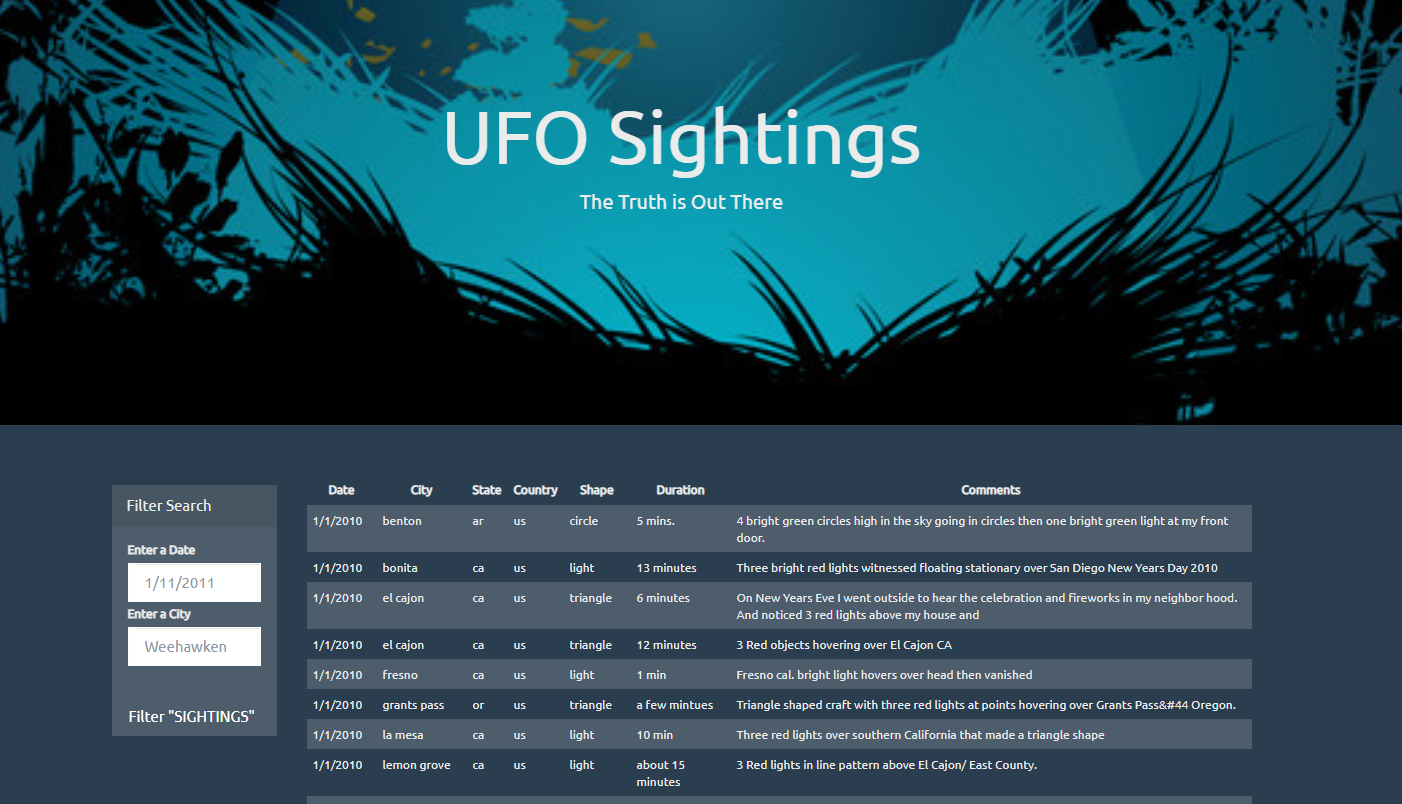 UFO Sightings
The Truth is Out There
Filter Search
Enter a Date
1/11/2011
Enter a City
Weehawken
Filter "SIGHTINGS"
Date City State Country Shape Duration Comments
1/1/2010 benton ar us circle 5 mins. 4 bright green circles high in the sky going in circles then one bright green light at my front
door.
1/1/2010 bonita ca us light 13 minutes Three bright red lights witnessed floating stationary over San Diego New Years Day 2010
1/1/2010 el cajon ca us triangle 6 minutes On New Years Eve I went outside to hear the celebration and fireworks in my neighbor hood.
And noticed 3 red lights above my house and
1/1/2010 el cajon ca us triangle 12 minutes 3 Red objects hovering over El Cajon CA
1/1/2010 fresno ca us light 1 min Fresno cal. bright light hovers over head then vanished
1/1/2010 grants pass or us triangle a few mintues Triangle shaped craft with three red lights at points hovering over Grants Pass&#44 Oregon.
1/1/2010 la mesa ca us light 10 min Three red lights over southern California that made a triangle shape
1/1/2010 lemon grove ca us light about 15 3 Red lights in line pattern above El Cajon/ East County.
minutes